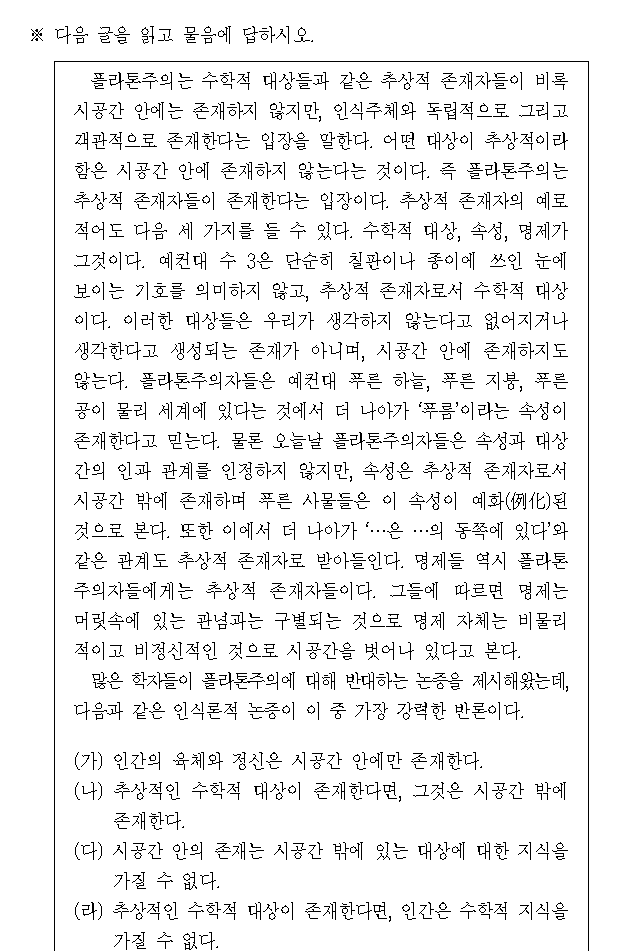 ※ 다음 글을 읽고 물음에 답하시오.
플라톤주의는 수학적 대상들과 같은 추상적 존재자들이 비록
시공간 안에는 존재하지 않지만, 인식주체와 독립적으로 그리고
객관적으로 존재한다는 입장을 말한다. 어떤 대상이 추상적이라
함은 시공간 안에 존재하지 않는다는 것이다. 즉 플라톤주의는
추상적 존재자들이 존재한다는 입장이다. 추상적 존재자의 예로
적어도 다음 세 가지를 들 수 있다. 수학적 대상, 속성, 명제가
그것이다. 예컨대 수 3은 단순히 칠판이나 종이에 쓰인 눈에
보이는 기호를 의미하지 않고, 추상적 존재자로서 수학적 대상
이다. 이러한 대상들은 우리가 생각하지 않는다고 없어지거나
생각한다고 생성되는 존재가 아니며, 시공간 안에 존재하지도
않는다. 플라톤주의자들은 예컨대 푸른 하늘, 푸른 지붕, 푸른
공이 물리 세계에 있다는 것에서 더 나아가 ‘푸름’이라는 속성이
존재한다고 믿는다. 물론 오늘날 플라톤주의자들은 속성과 대상
간의 인과 관계를 인정하지 않지만, 속성은 추상적 존재자로서
시공간 밖에 존재하며 푸른 사물들은 이 속성이 예화(例化)된
것으로 본다. 또한 이에서 더 나아가 ‘…은 …의 동쪽에 있다’와
같은 관계도 추상적 존재자로 받아들인다. 명제들 역시 플라톤
주의자들에게는 추상적 존재자들이다. 그들에 따르면 명제는
머릿속에 있는 관념과는 구별되는 것으로 명제 자체는 비물리
적이고 비정신적인 것으로 시공간을 벗어나 있다고 본다.
많은 학자들이 플라톤주의에 대해 반대하는 논증을 제시해왔는데,
다음과 같은 인식론적 논증이 이 중 가장 강력한 반론이다.
(가) 인간의 육체와 정신은 시공간 안에만 존재한다.
(나) 추상적인 수학적 대상이 존재한다면, 그것은 시공간 밖에
존재한다.
(다) 시공간 안의 존재는 시공간 밖에 있는 대상에 대한 지식을
가질 수 없다.
(라) 추상적인 수학적 대상이 존재한다면, 인간은 수학적 지식을
가질 수 없다.